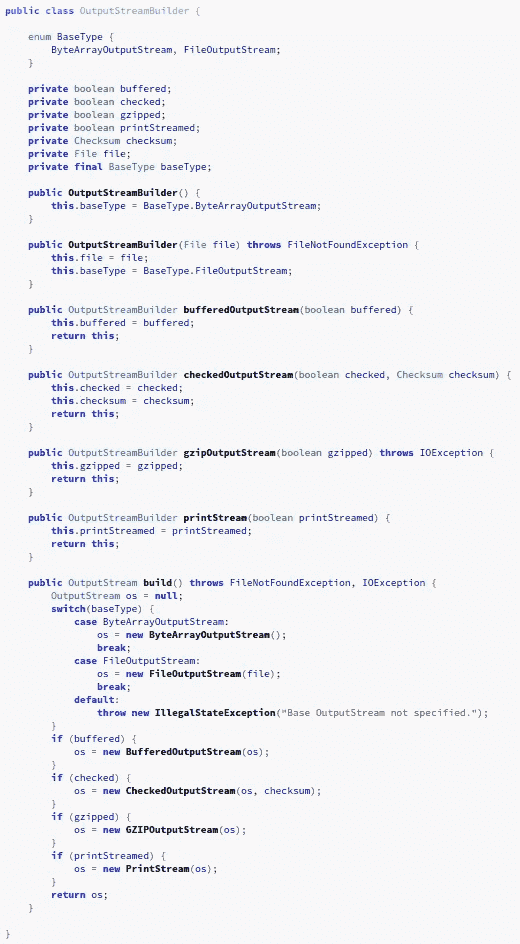 public class OutputStreamBuilder {
enum BaseType {
ByteArrayOutputStream, FileOutputStream;
}
private boolean buffered;
private boolean checked;
private boolean gzipped;
private boolean printStreamed;
private Checksum checksum;
private File file;
private final BaseType baseType;
public OutputStreamBuilder() {
this.baseType = BaseType.ByteArrayOutputStream;
}
public OutputStreamBuilder(File file) throws FileNotFoundException {
this.file = file;
this.baseType = BaseType.FileOutputStream;
}
public OutputStreamBuilder bufferedOutputStream(boolean buffered) {
this.buffered = buffered;
return this;
}
public OutputStreamBuilder checkedOutputStream(boolean checked, Checksum checksum) {
this.checked = checked;
this.checksum = checksum;
return this;
}
public OutputStreamBuilder gzipOutputStream(boolean gzipped) throws IOException {
this.gzipped = gzipped;
return this;
}
public OutputStreamBuilder printStream(boolean printStreamed) {
this.printStreamed = printStreamed;
return this;
}
public OutputStream build() throws FileNotFoundException, IOException {
OutputStream os = null;
switch(baseType) {
case ByteArrayOutputStream:
os = new ByteArrayOutputStream();
break;
case FileOutputStream:
os = new FileOutputStream(file);
break;
default:
throw new IllegalStateException("Base OutputStream not specified.");
}
if (buffered) {
os = new BufferedOutputStream(os);
}
if (checked) {
os = new CheckedOutputStream(os, checksum);
}
if (gzipped) {
os = new GZIPOutputStream(os);
}
if (printStreamed) {
os = new PrintStream(os);
}
return os;
}
}